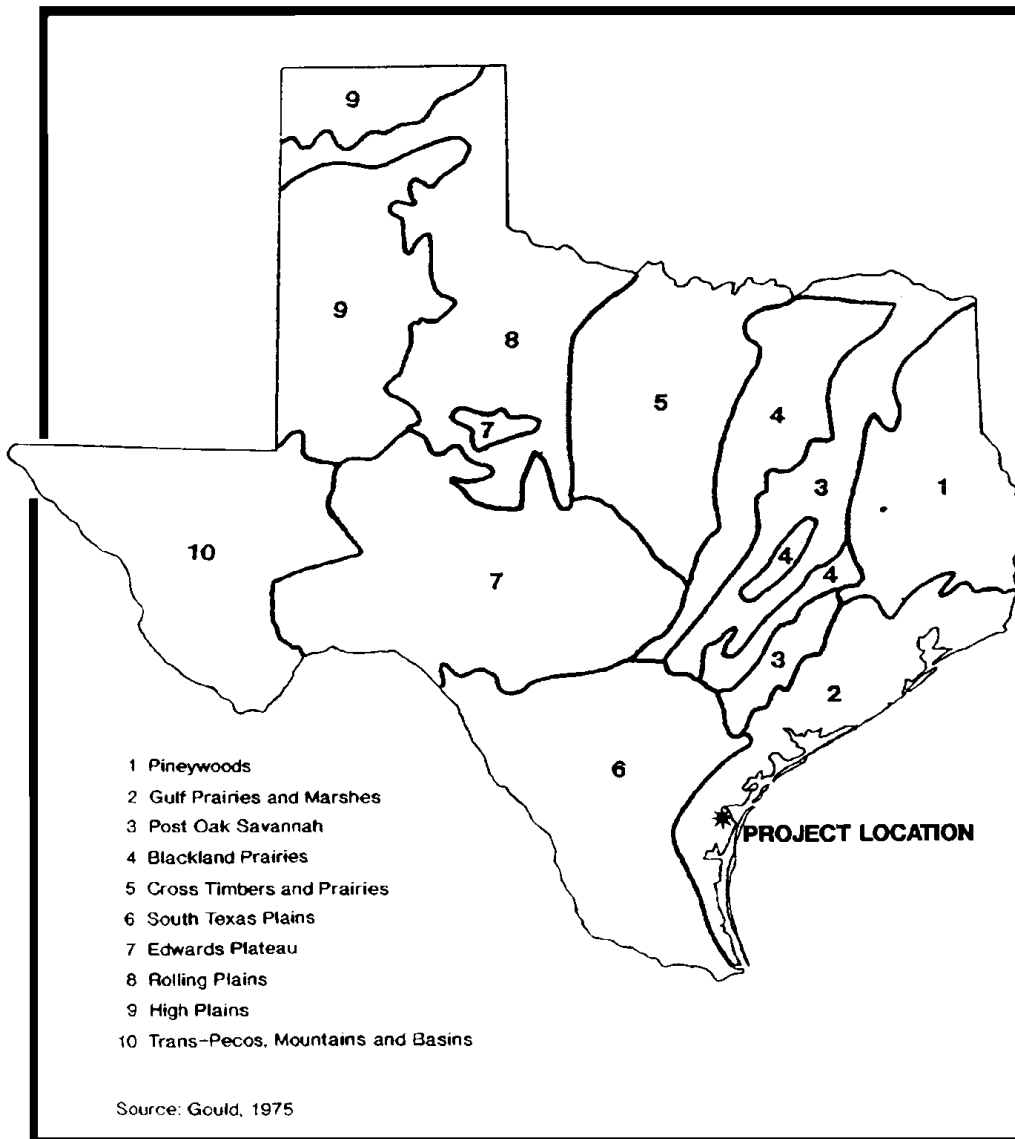 9
9
8
7
5
4
3
1
4
4
10
7
3
2
6
PROJECT LOCATION
1 Pineywoods
2 Gulf Prairies and Marshes
3 Post Oak Savannah
4 Blackland Prairies
5 Cross Timbers and Prairies
6 South Texas Plains
7 Edwards Plateau
8 Rolling Plains
9 High Plains
10 Trans-Pecos, Mountains and Basins
Source: Gould, 1975